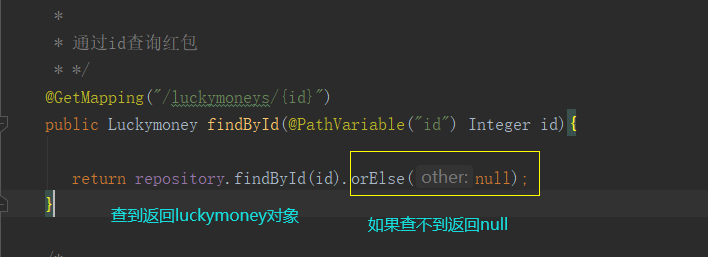 *
* 通过id查询红包
* */
@GetMapping("/luckymoneys/{id}")
public Luckymoney findById(@PathVariable("id") Integer id){
return repository.findById(id).orElse( other: null);
}
查到返回luckymoney对象
如果查不到返回null
/*